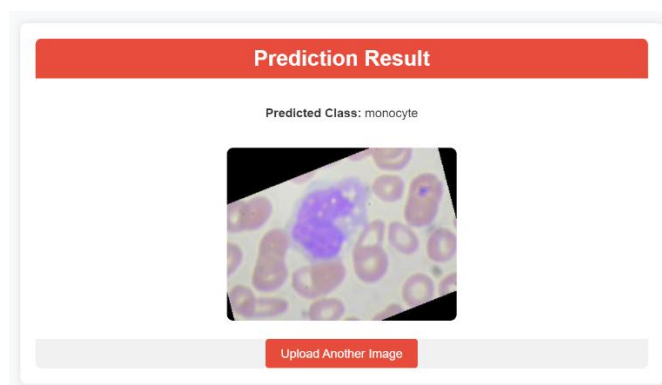 Prediction Result
Predicted Class: monocyte
Upload Another Image